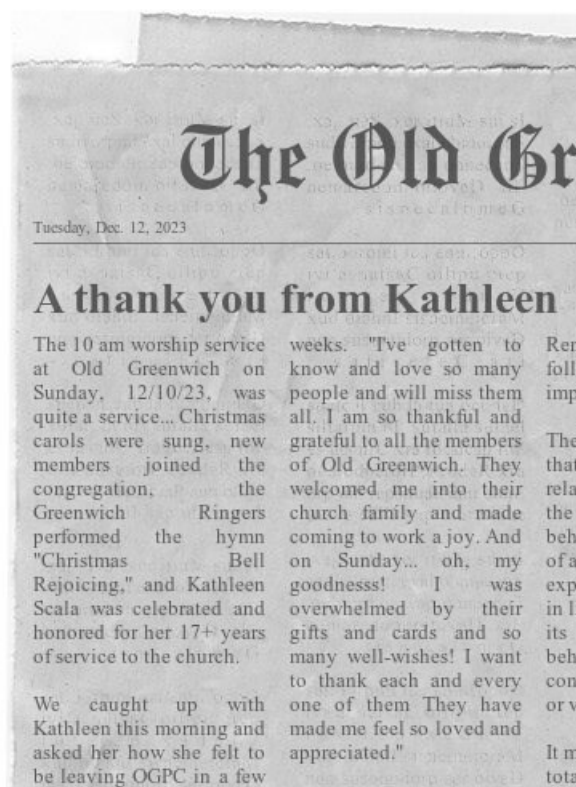 The Old Gr
Tuesday, Dec. 12, 2023
A thank you from Kathleen
The 10 am worship service
at Old Greenwich on
Sunday, 12/10/23, was
quite a service... Christmas
carols were sung, new
members joined the
congregation, the
Greenwich Ringers
performed the hymn
"Christmas Bell
Rejoicing," and Kathleen
Scala was celebrated and
honored for her 17+ years
of service to the church.
We caught up with
Kathleen this morning and
asked her how she felt to
be leaving OGPC in a few
weeks. "I've gotten to
know and love so many
people and will miss them
all. I am so thankful and
grateful to all the members
of Old Greenwich. They
welcomed me into their
church family and made
coming to work a joy. And
on Sunday... oh, my
goodnesss! I was
overwhelmed by their
gifts and cards and so
many well-wishes! I want
to thank each and every
one of them They have
made me feel so loved and
appreciated."
Ren
foll
imp
The
that
rela
the
beh
of a
exp
in l
its
beh
con
or v
It m
tota